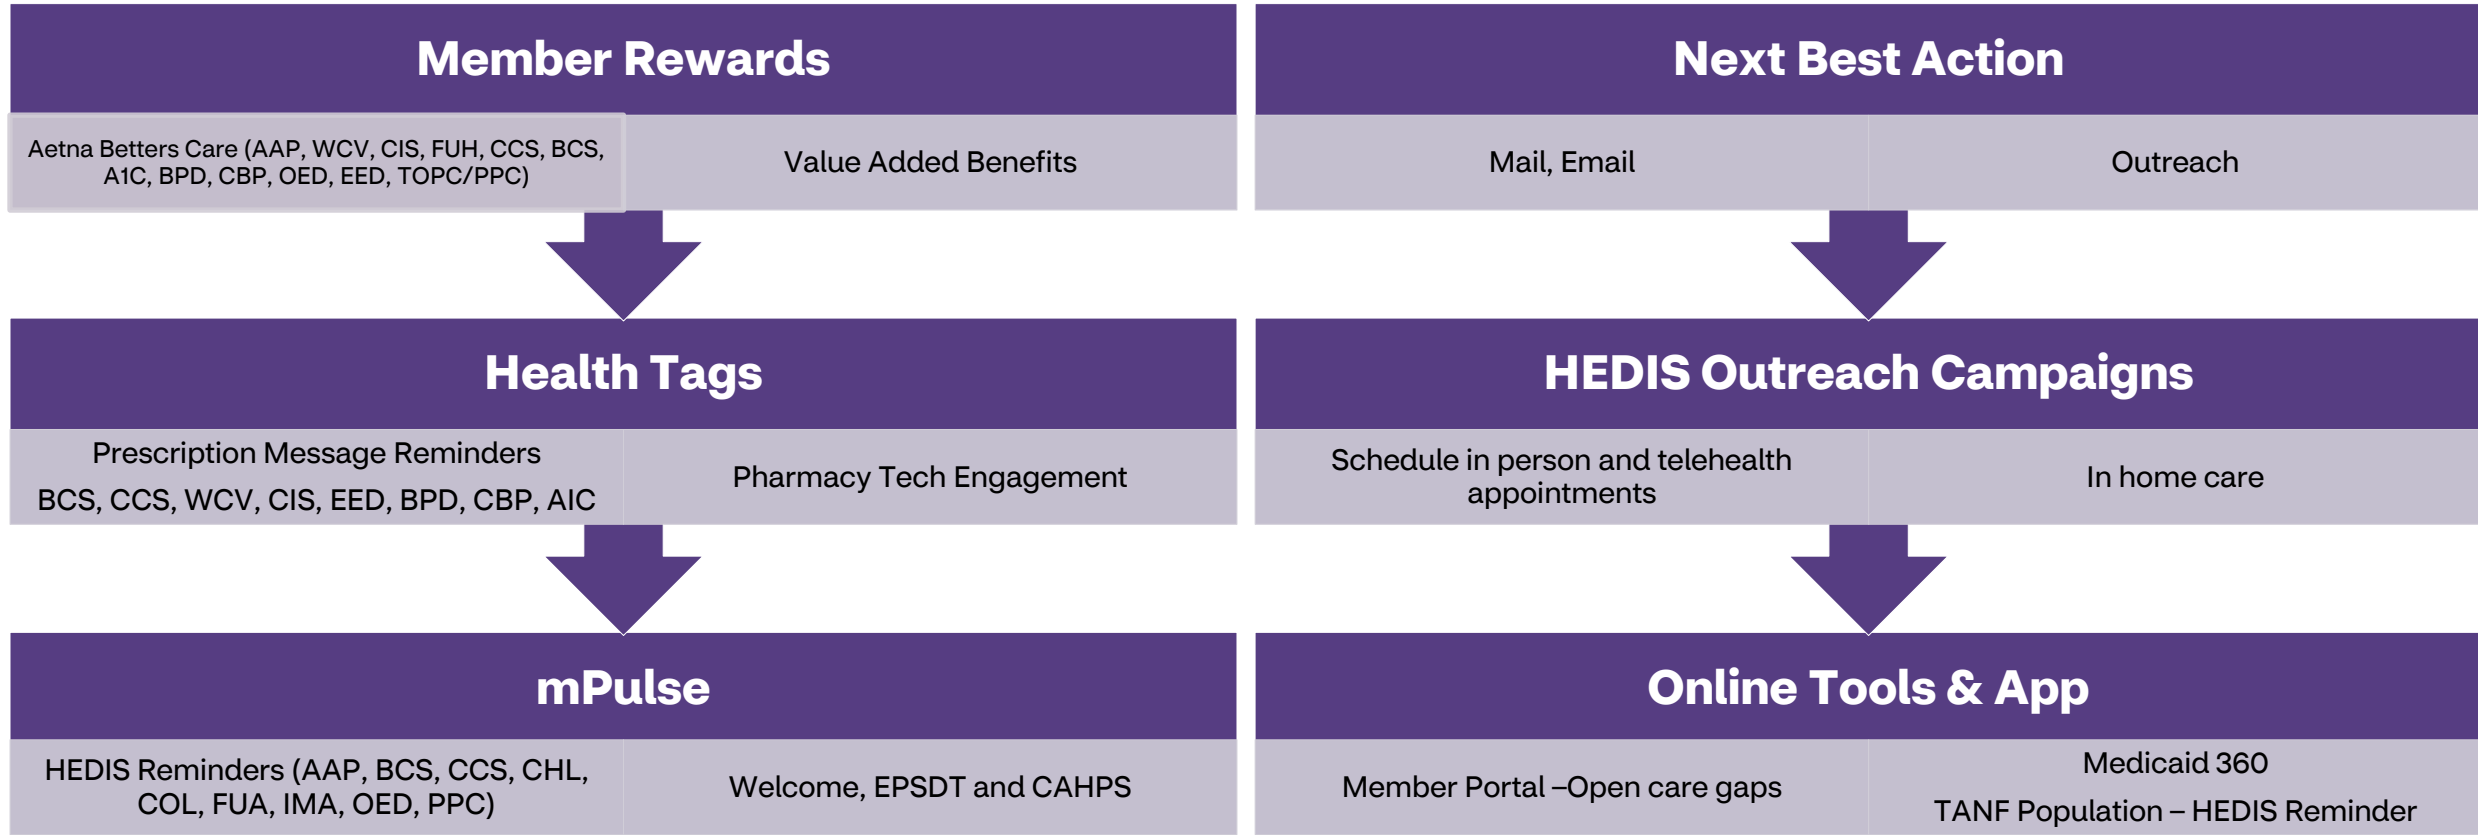 Member Rewards
Aetna Betters Care (AAP, WCV, CIS, FUH, CCS, BCS,
A1C, BPD, CBP, OED, EED, TOPC/PPC)
Value Added Benefits
Health Tags
Prescription Message Reminders
BCS, CCS, WCV, CIS, EED, BPD, CBP, AIC
Pharmacy Tech Engagement
mPulse
HEDIS Reminders (AAP, BCS, CCS, CHL,
COL, FUA, IMA, OED, PPC)
Welcome, EPSDT and CAHPS
Next Best Action
Mail, Email
Outreach
HEDIS Outreach Campaigns
Schedule in person and telehealth
appointments
In home care
Online Tools & App
Member Portal –Open care gaps
Medicaid 360
TANF Population – HEDIS Reminder